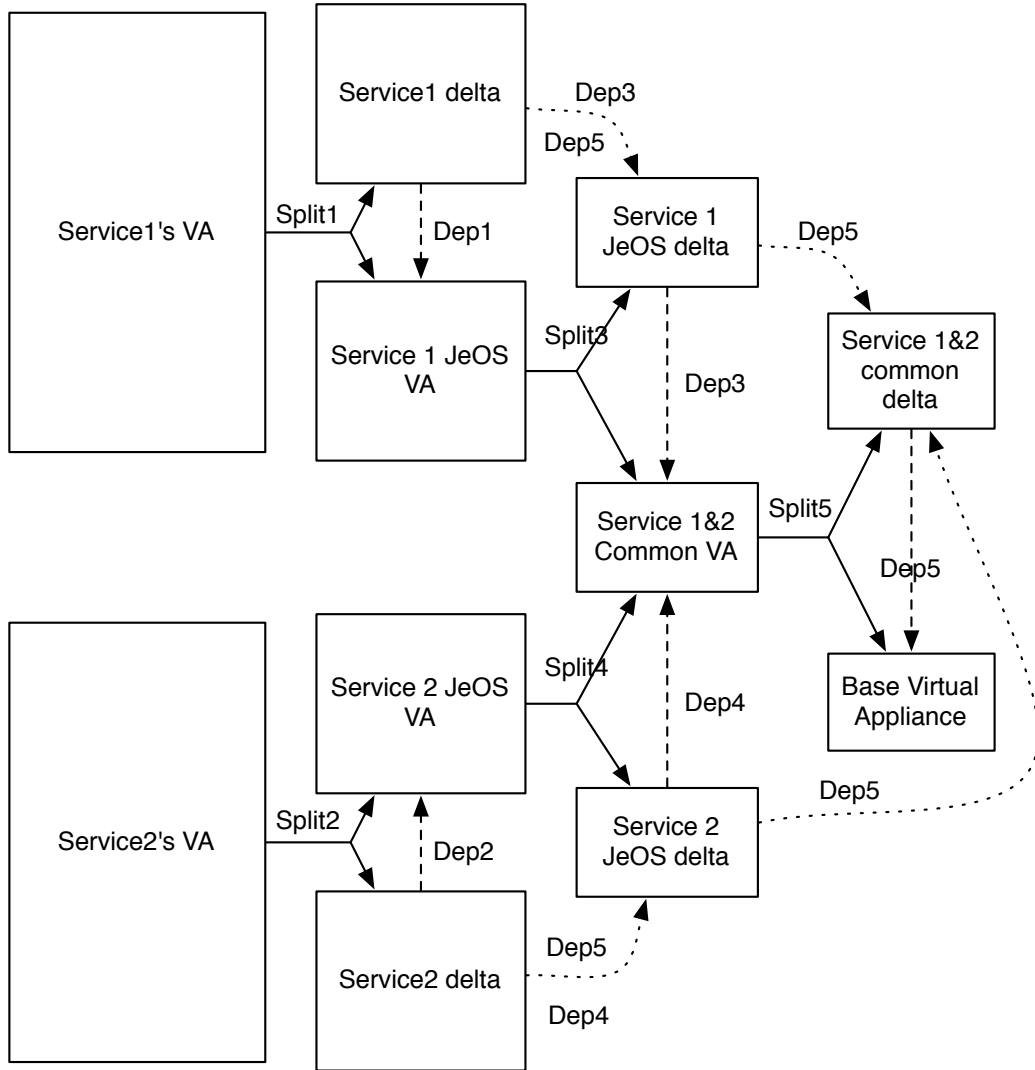 Service1 delta
Dep3
Dep5
Service1's VA
Split1
Dep1
Service 1
JeOS delta
Dep5
Service 1 JeOS
VA
Split3
Dep3
Service 1&2
common
delta
Service 1&2
Common VA
Split5
Dep5
Service 2 JeOS
VA
Split4
Dep4
Base Virtual
Appliance
Dep5
Service2's VA
Split2
Dep2
Service 2
JeOS delta
Service2 delta
Dep5
Dep4